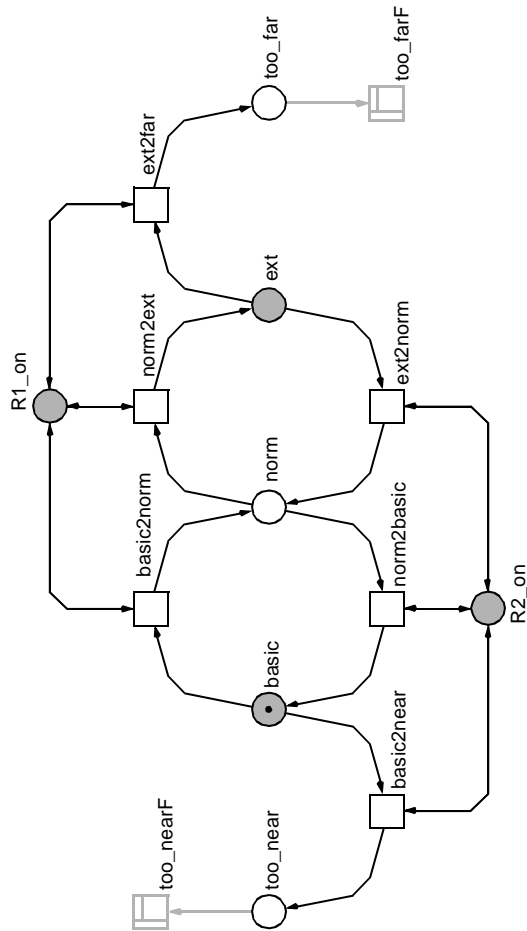 too_far
too_farF
ext2far
ext
norm2ext
ext2norm
R1_on
norm
basic2norm
norm2basic
R2_on
basic
basic2near
too_nearF
too_near